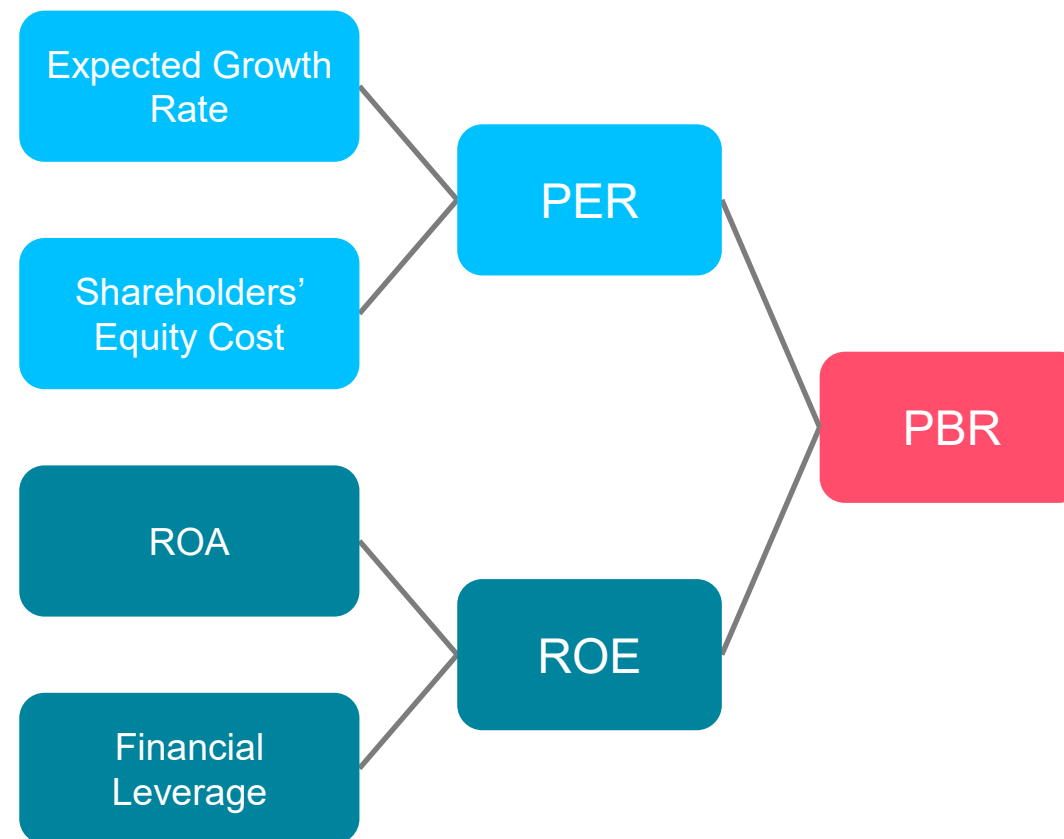 Expected Growth
Rate
PER
Shareholders’
Equity Cost
PBR
ROA
ROE
Financial
Leverage